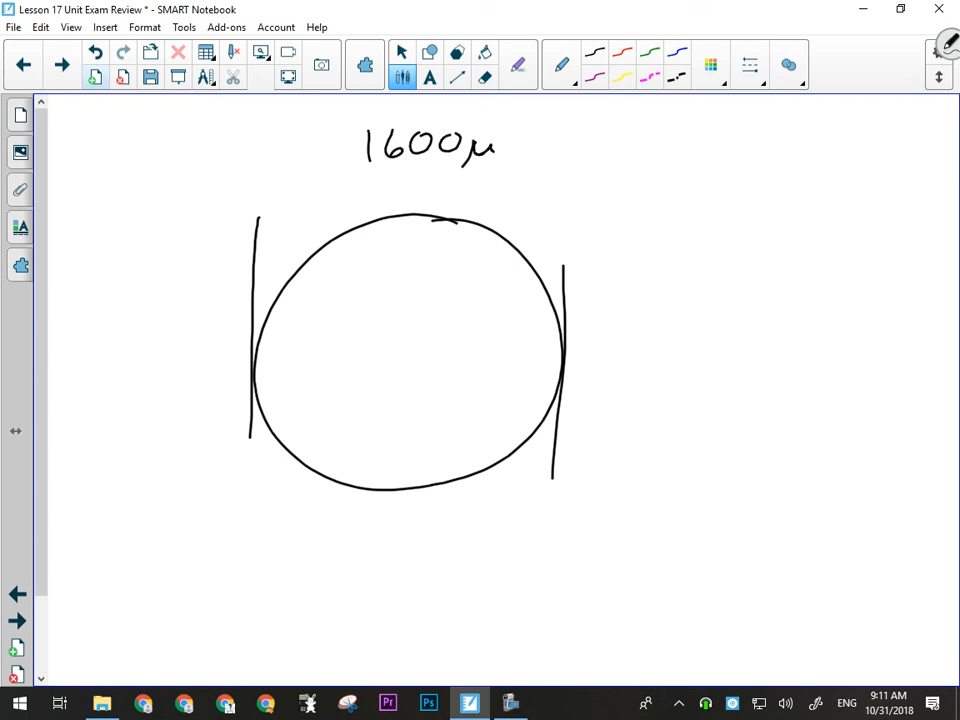 Lesson 17 Unit Exam Review * - SMART Notebook
File Edit View Insert Format Tools Add-ons Account Help
1600μ
ENG
9:11 AM
10/31/2018